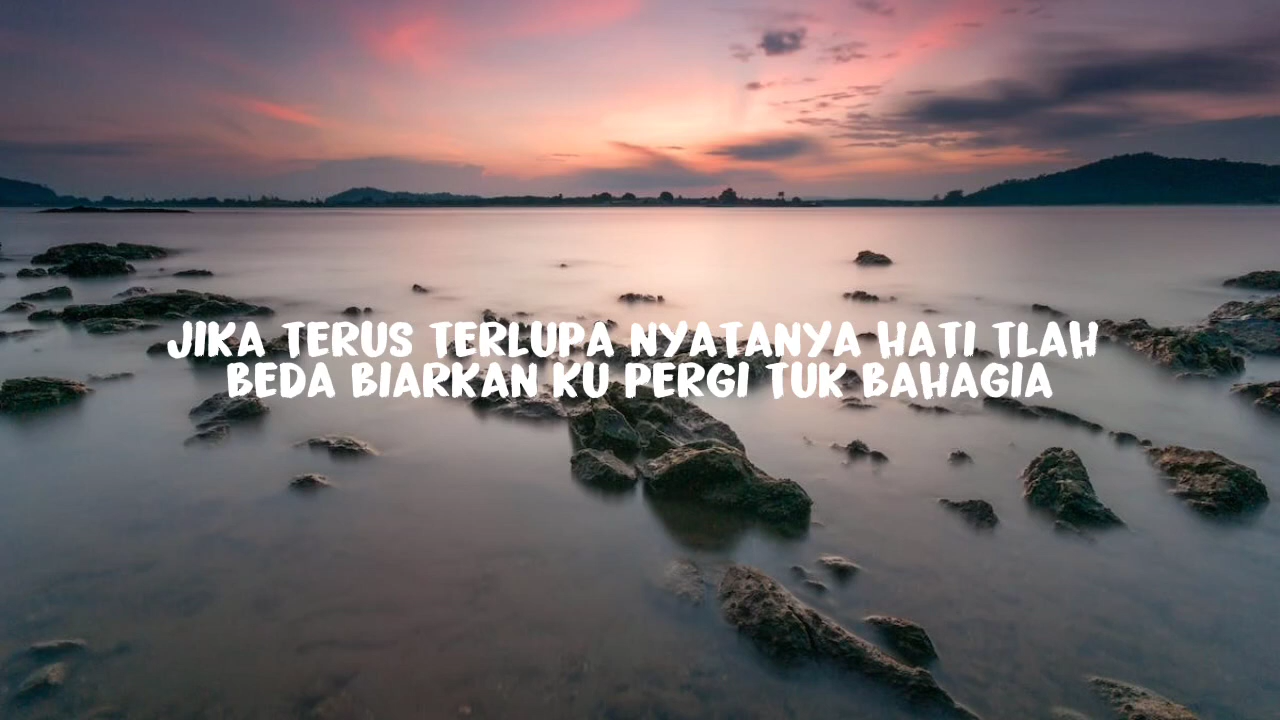 JIKA TERUS TERLUPA NYATANYA HATI TLAH
BEDA BIARKAN KU PERGI TUK BAHAGIA